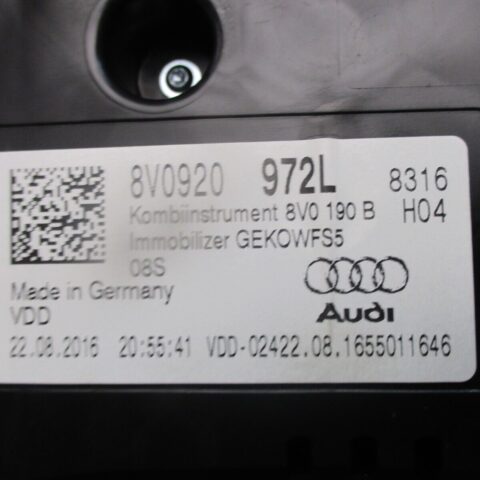 8V0920 972L 8316
Kombiinstrument 8V0 190 B H04
Immobilizer GEKOWFS5
08S
Made in Germany
VDD
Audi
22.08.2016 20:55:41 VDD-02422.08.1655011646